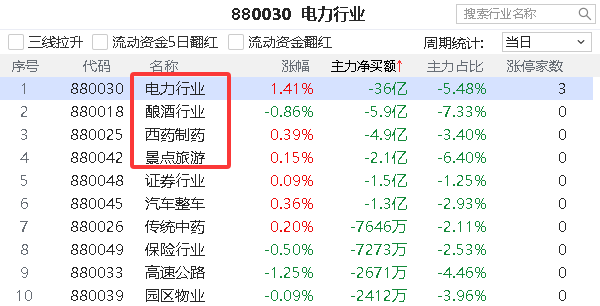 880030 电力行业 搜索行业名称
三线拉升 流动资金5日翻红 流动资金翻红 周期统计: 当日
序号 代码 名称 涨幅 主力净买额↑ 主力占比 涨停家数
1 880030 电力行业 1.41% -36亿 -5.48% 3
2 880018 酿酒行业 -0.86% -5.9亿 -7.33% 0
3 880025 西药制药 0.39% -4.9亿 -3.40% 0
4 880042 景点旅游 0.15% -2.1亿 -6.40% 0
5 880048 证券行业 0.09% -1.5亿 -1.25% 0
6 880045 汽车整车 0.36% -1.3亿 -2.93% 0
7 880026 传统中药 0.20% -7646万 -2.11% 0
8 880049 保险行业 -0.50% -7273万 -2.53% 0
9 880033 高速公路 -1.25% -2671万 -4.46% 0
10 880039 园区物业 -0.09% -2412万 -3.96% 0